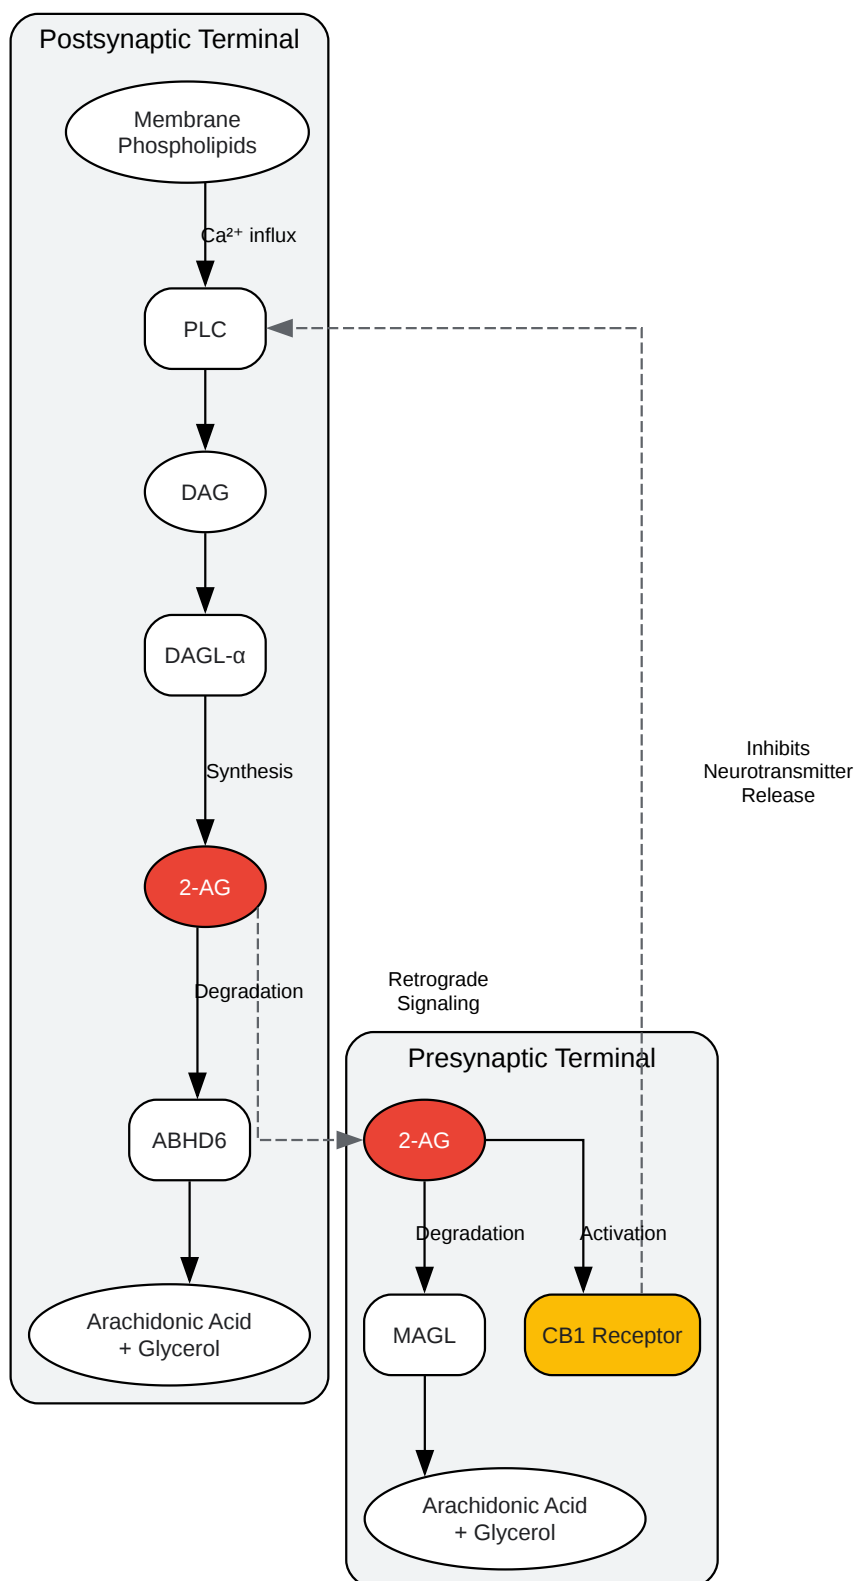 Postsynaptic Terminal
Membrane
Phospholipids
Ca²⁺ influx
PLC
DAG
DAGL-α
Synthesis
Inhibits
Neurotransmitter
Release
2-AG
Degradation
Retrograde
Signaling
Presynaptic Terminal
ABHD6
2-AG
Degradation
Activation
Arachidonic Acid
+ Glycerol
MAGL
CB1 Receptor
Arachidonic Acid
+ Glycerol